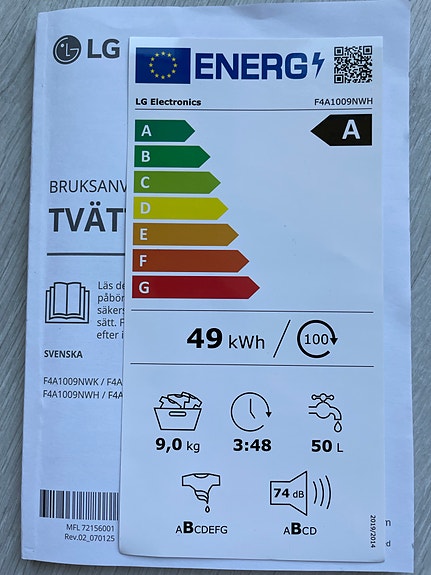 LG
ENERG
LG Electronics
F4A1009NWH
A
A
B
C
D
E
F
G
BRUKSANV
TVÄT
Läs de
påbör
säkers
sätt. F
efter i
SVENSKA
49 kWh / 100
F4A1009NWK / F4A
F4A1009NWH / F4A
9,0 kg
3:48
50 L
74 dB
ABCDEFG
ABCD
2019/2014
MFL 72156001
Rev.02_070125